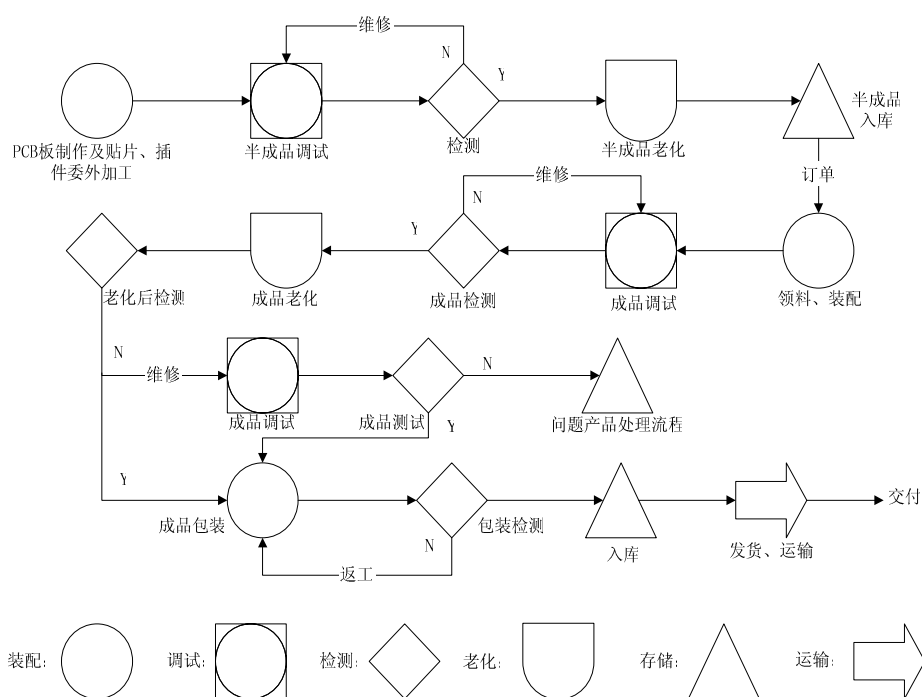 维修
N
Y
PCB板制作及贴片、插
件委外加工
半成品调试
检测
半成品老化
半成品
入库
订单
维修
N
Y
老化后检测
成品老化
成品检测
成品调试
领料、装配
N
维修
成品调试
成品测试
N
Y
问题产品处理流程
Y
成品包装
包装检测
N
返工
入库
发货、运输
交付
装配:
调试:
检测:
老化:
存储:
运输: